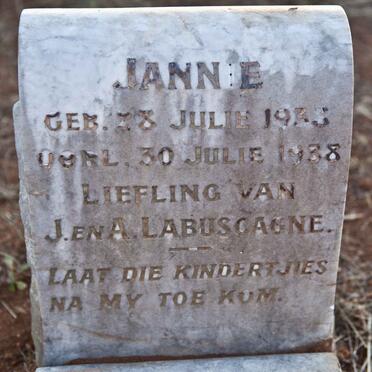 JANNIE
GEB. 28 JULIE 1935
OORL. 30 JULIE 1938
LIEFLING VAN
J. EN A. LABUSCAGNE.
LAAT DIE KINDERTJIES
NA MY TOE KOM.